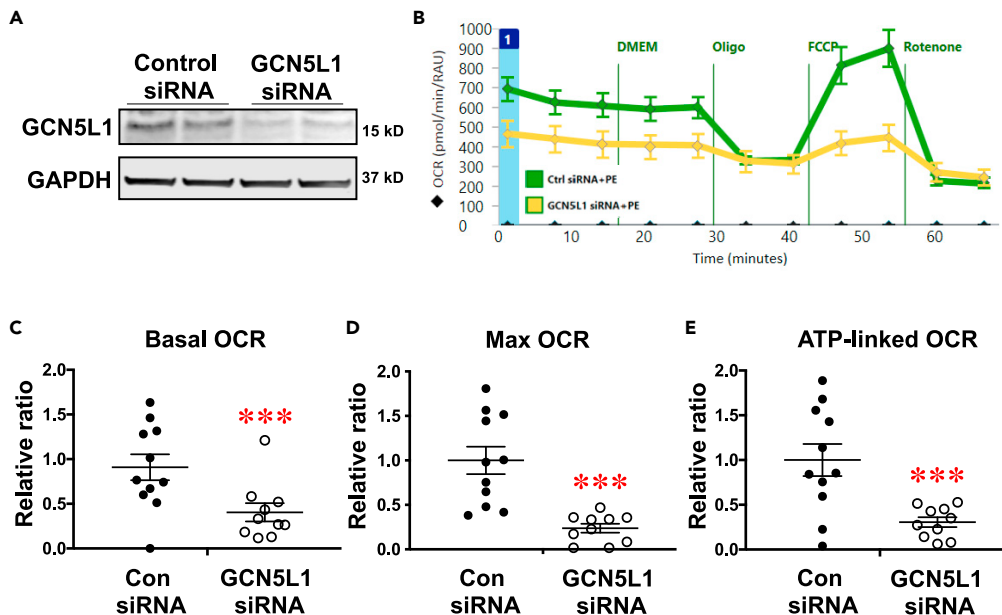 A
Control
siRNA
GCN5L1
siRNA
GCN5L1
15 kD
GAPDH
37 kD
B
1000
900
800
700
600
500
400
300
200
100
0
◆ OCR (pmol/min/RAU)
1
DMEM
Oligo
FCCP
Rotenone
Ctrl siRNA+PE
GCN5L1 siRNA+PE
0 10 20 30 40 50 60
Time (minutes)
C
Basal OCR
Relative ratio
2.0
1.5
1.0
0.5
0.0
***
Con
siRNA
GCN5L1
siRNA
D
Max OCR
Relative ratio
2.0
1.5
1.0
0.5
0.0
***
Con
siRNA
GCN5L1
siRNA
E
ATP-linked OCR
Relative ratio
2.0
1.5
1.0
0.5
0.0
***
Con
siRNA
GCN5L1
siRNA